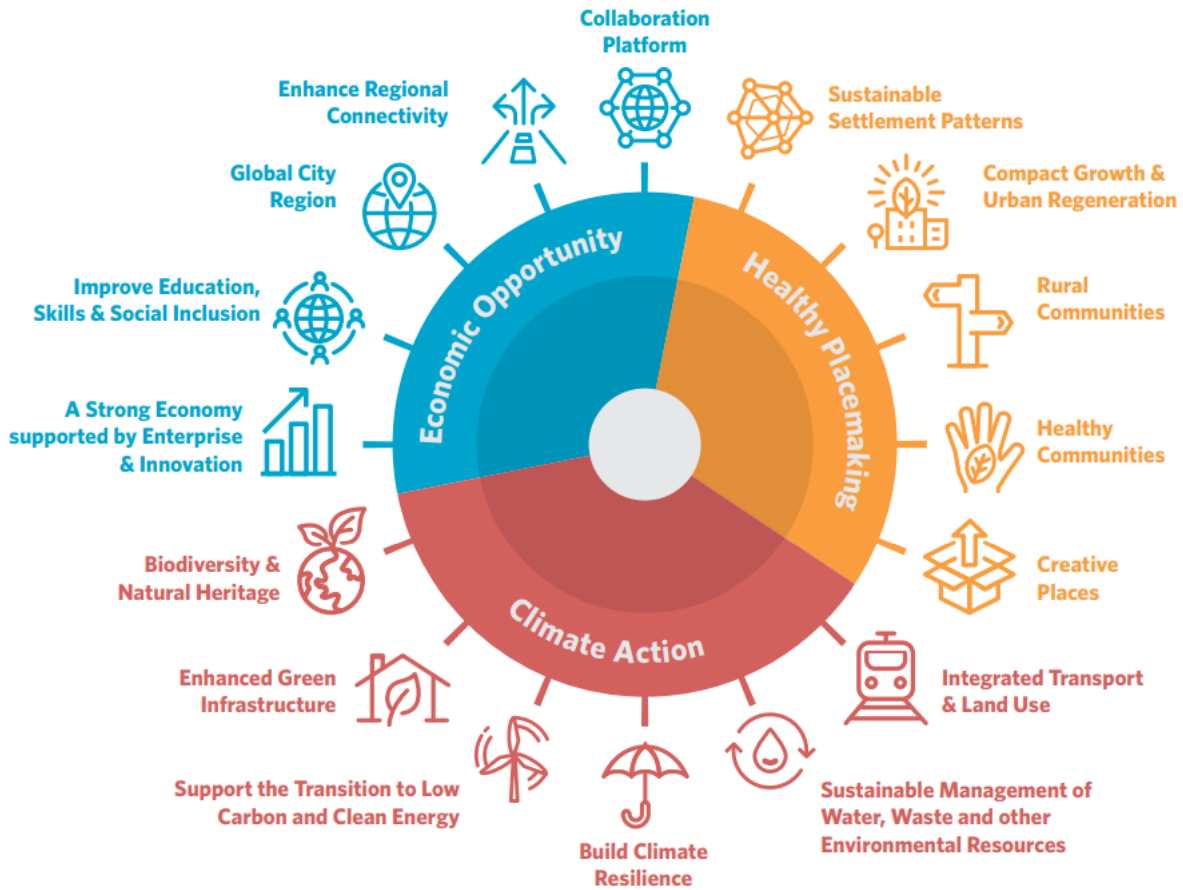 Collaboration
Platform
Enhance Regional
Connectivity
Sustainable
Settlement Patterns
Global City
Region
Compact Growth &
Urban Regeneration
Improve Education,
Skills & Social Inclusion
Rural
Communities
A Strong Economy
supported by Enterprise
& Innovation
Healthy
Communities
Economic Opportunity
Healthy Placemaking
Climate Action
Biodiversity &
Natural Heritage
Creative
Places
Enhanced Green
Infrastructure
Integrated Transport
& Land Use
Support the Transition to Low
Carbon and Clean Energy
Sustainable Management of
Water, Waste and other
Environmental Resources
Build Climate
Resilience